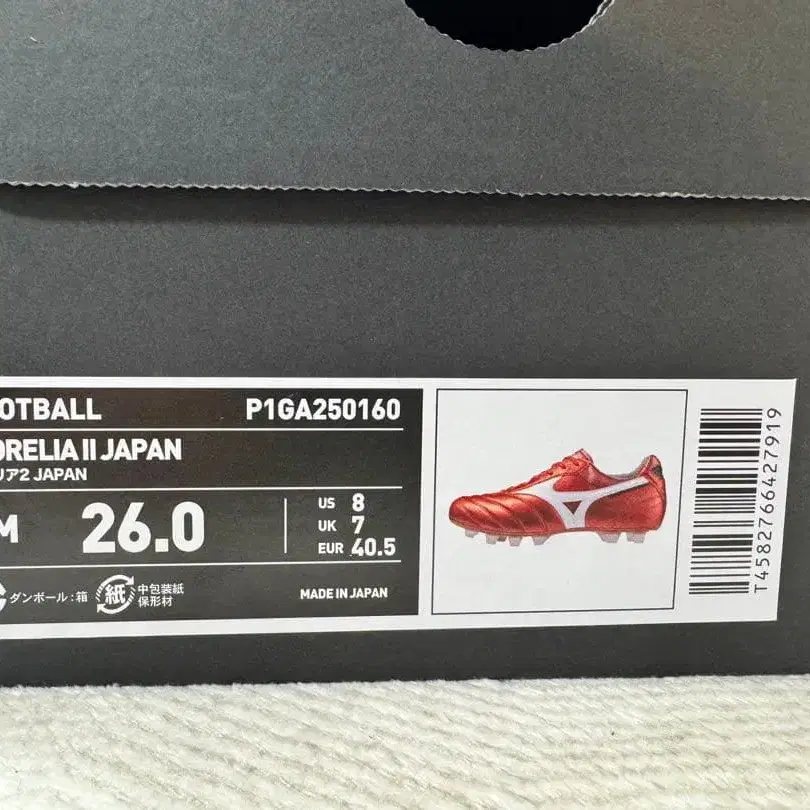 OTBALL P1GA250160
ORELIA II JAPAN
リア2 JAPAN
M 26.0
US 8
UK 7
EUR 40.5
ダンボール:箱 紙 中包装紙
保形材
MADE IN JAPAN
T4582766427919